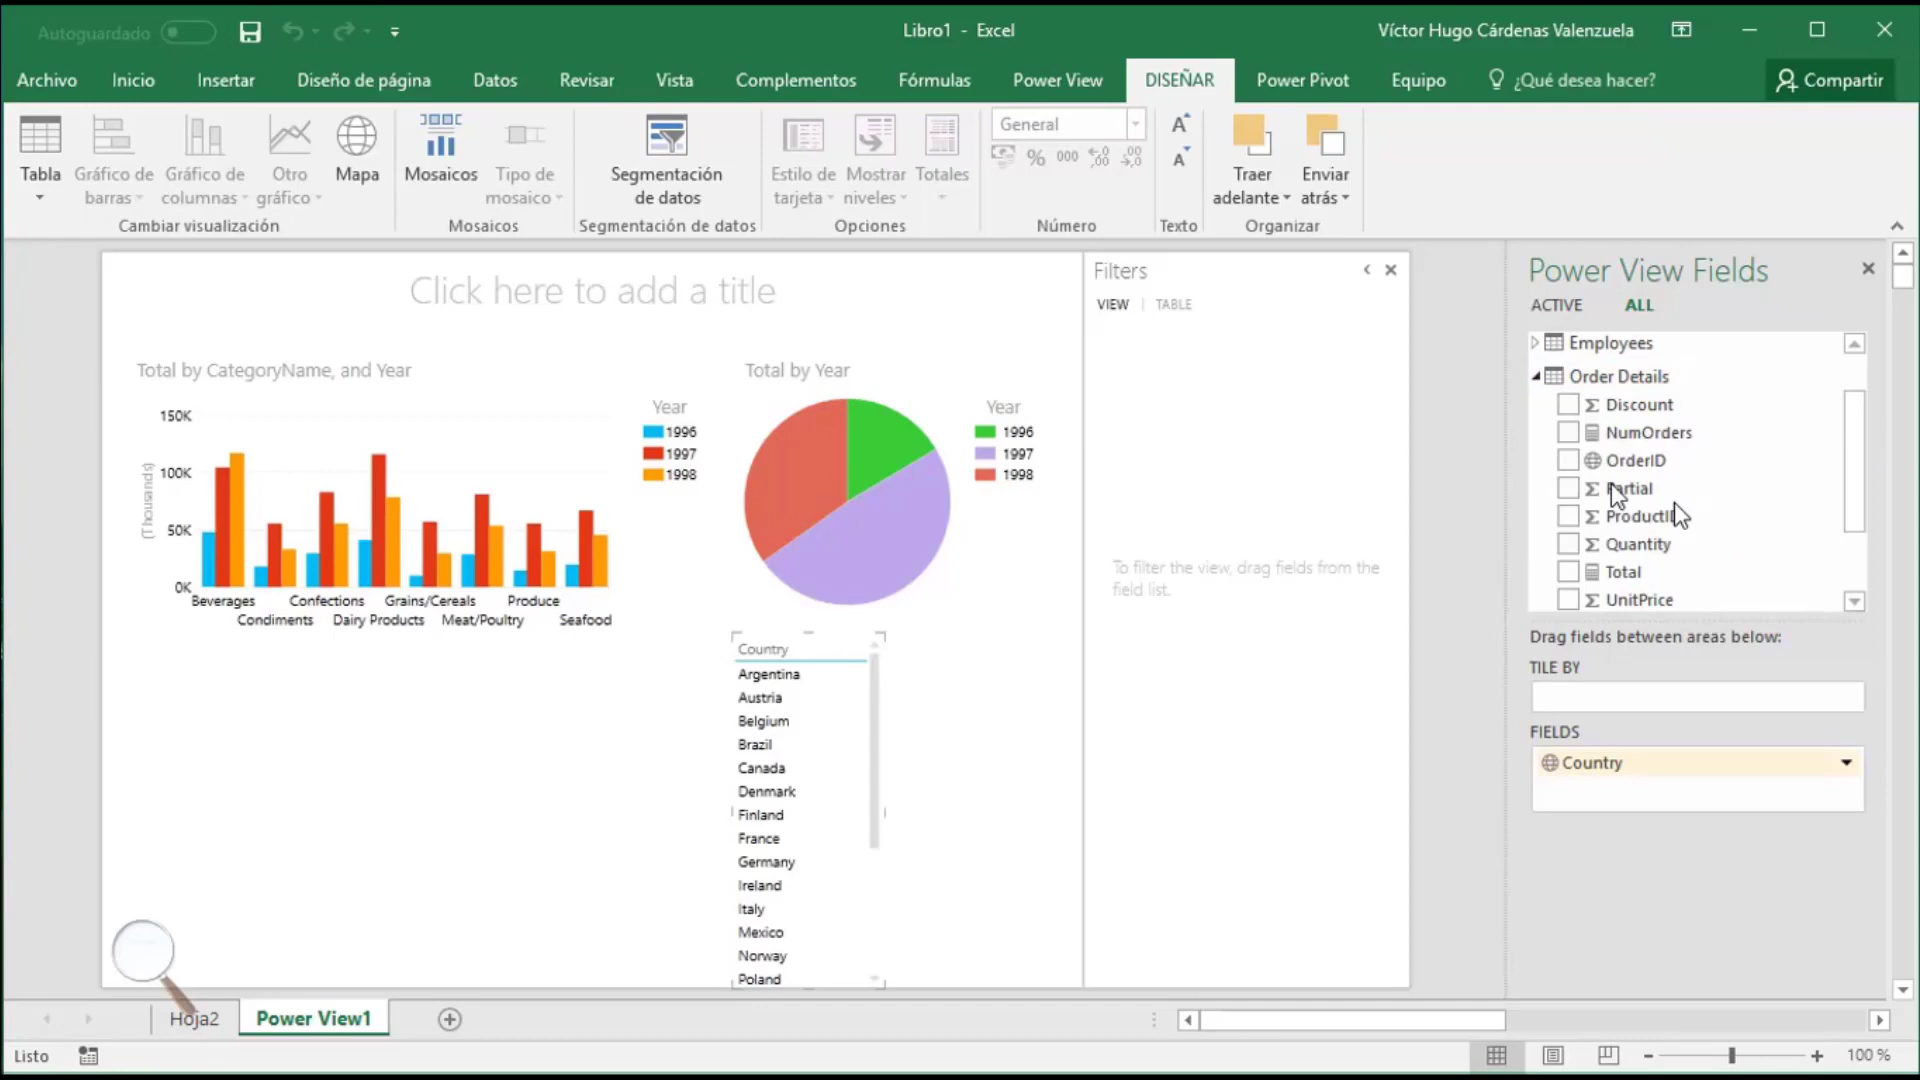 Autoguardado
Libro1 - Excel
Víctor Hugo Cárdenas Valenzuela
Archivo Inicio Insertar Diseño de página Datos Revisar Vista Complementos Fórmulas Power View DISEÑAR Power Pivot Equipo ¿Qué desea hacer? Compartir
Tabla
Gráfico de barras
Gráfico de columnas
Otro gráfico
Mapa
Cambiar visualización
Mosaicos
Tipo de mosaico
Mosaicos
Segmentación de datos
Segmentación de datos
Estilo de tarjeta
Mostrar niveles
Totales
Opciones
General
% 000
Número
A
A
Texto
Traer adelante
Enviar atrás
Organizar
Click here to add a title
Total by CategoryName, and Year
(Thousands)
150K
100K
50K
0K
Beverages
Condiments
Confections
Dairy Products
Grains/Cereals
Meat/Poultry
Produce
Seafood
Year
1996
1997
1998
Total by Year
Year
1996
1997
1998
Country
Argentina
Austria
Belgium
Brazil
Canada
Denmark
Finland
France
Germany
Ireland
Italy
Mexico
Norway
Poland
Filters
VIEW | TABLE
To filter the view, drag fields from the
field list.
Power View Fields
ACTIVE ALL
Employees
Order Details
Discount
NumOrders
OrderID
Partial
ProductID
Quantity
Total
UnitPrice
Drag fields between areas below:
TILE BY
FIELDS
Country
Hoja2 Power View1
Listo
100 %